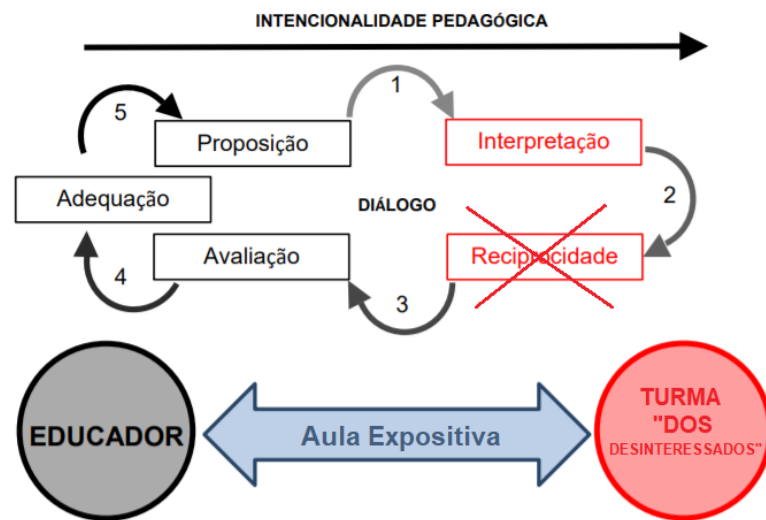 INTENCIONALIDADE PEDAGÓGICA
1
5
Proposição
Interpretação
2
Adequação
DIÁLOGO
Avaliação
Reciprocidade
4
3
EDUCADOR
Aula Expositiva
TURMA
"DOS
DESINTERESSADOS"